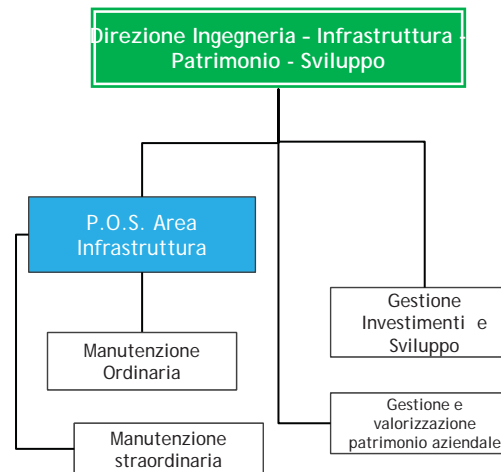 Direzione Ingegneria - Infrastruttura -
Patrimonio - Sviluppo
P.O.S. Area
Infrastruttura
Gestione
Investimenti e
Sviluppo
Manutenzione
Ordinaria
Gestione e
valorizzazione
patrimonio aziendale
Manutenzione
straordinaria